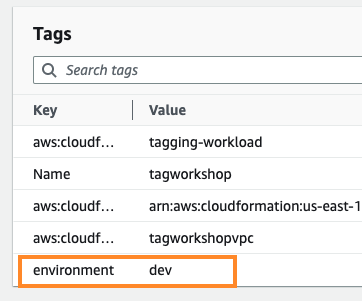 Tags
Search tags
Key Value
aws:cloudf... tagging-workload
Name tagworkshop
aws:cloudf... arn:aws:cloudformation:us-east-1
aws:cloudf... tagworkshopvpc
environment dev